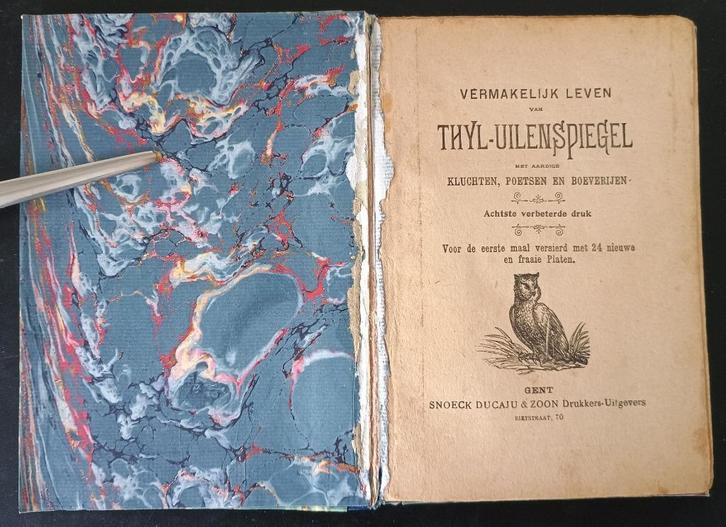 VERMAKELIJK LEVEN
VAN
THYL-UILENSPIEGEL
MET AARDIGE
KLUCHTEN, POETSEN EN BOEVERIJEN.
Achtste verbeterde druk
Voor de eerste maal versierd met 24 nieuwe
en fraaie Platen.
GENT
SNOECK DUCAJU & ZOON Drukkers-Uitgevers